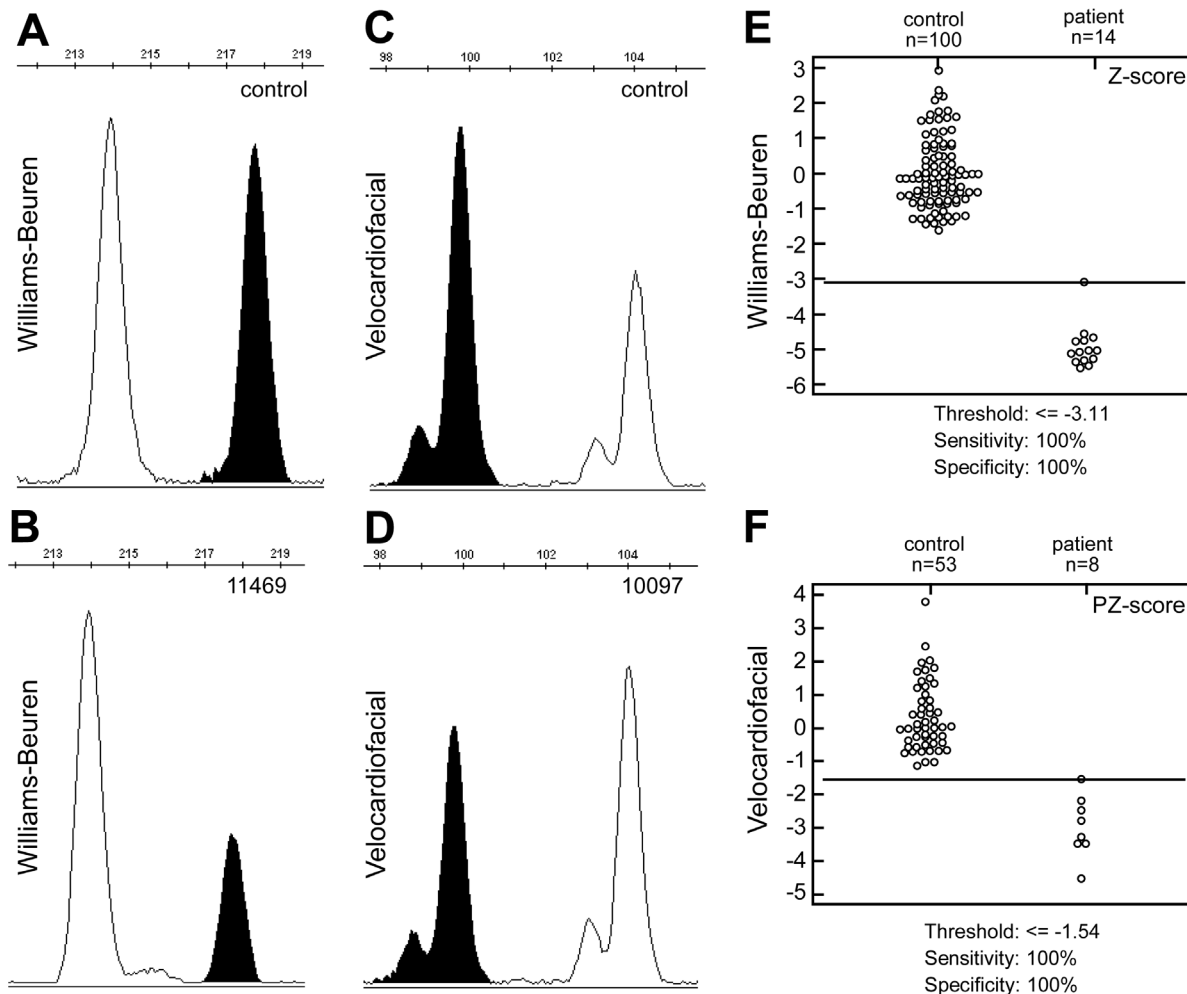 A
213 215 217 219
control
Williams-Beuren
C
98 100 102 104
control
Velocardiofacial
E
control
n=100
patient
n=14
Z-score
3
2
1
0
-1
-2
-3
-4
-5
-6
Williams-Beuren
Threshold: <= -3.11
Sensitivity: 100%
Specificity: 100%
B
213 215 217 219
11469
Williams-Beuren
D
98 100 102 104
10097
Velocardiofacial
F
control
n=53
patient
n=8
PZ-score
4
3
2
1
0
-1
-2
-3
-4
-5
Velocardiofacial
Threshold: <= -1.54
Sensitivity: 100%
Specificity: 100%